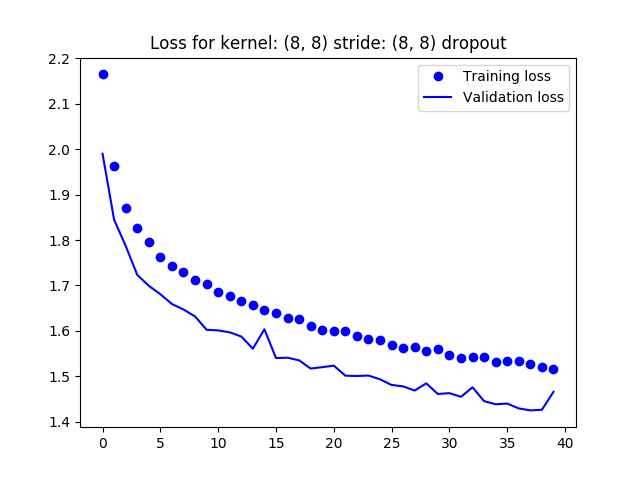 Loss for kernel: (8, 8) stride: (8, 8) dropout
Training loss
Validation loss
2.2
2.1
2.0
1.9
1.8
1.7
1.6
1.5
1.4
0 5 10 15 20 25 30 35 40